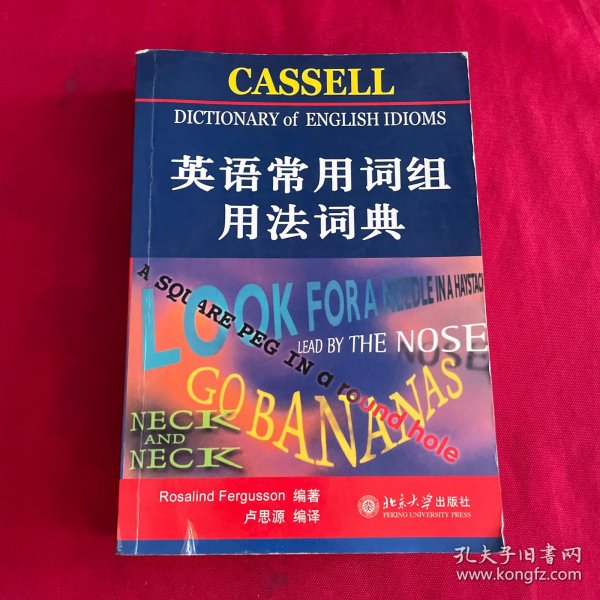 CASSELL
DICTIONARY of ENGLISH IDIOMS
英语常用词组
用法词典
A SQUARE PEG IN a round hole
LOOK FOR A NEEDLE IN A HAYSTACK
LEAD BY THE NOSE
NOSE
GO BANANAS
NECK
AND
NECK
Rosalind Fergusson 编著
卢思源 编译
北京大学出版社
PEKING UNIVERSITY PRESS
孔夫子旧书网
www.kongfz.com